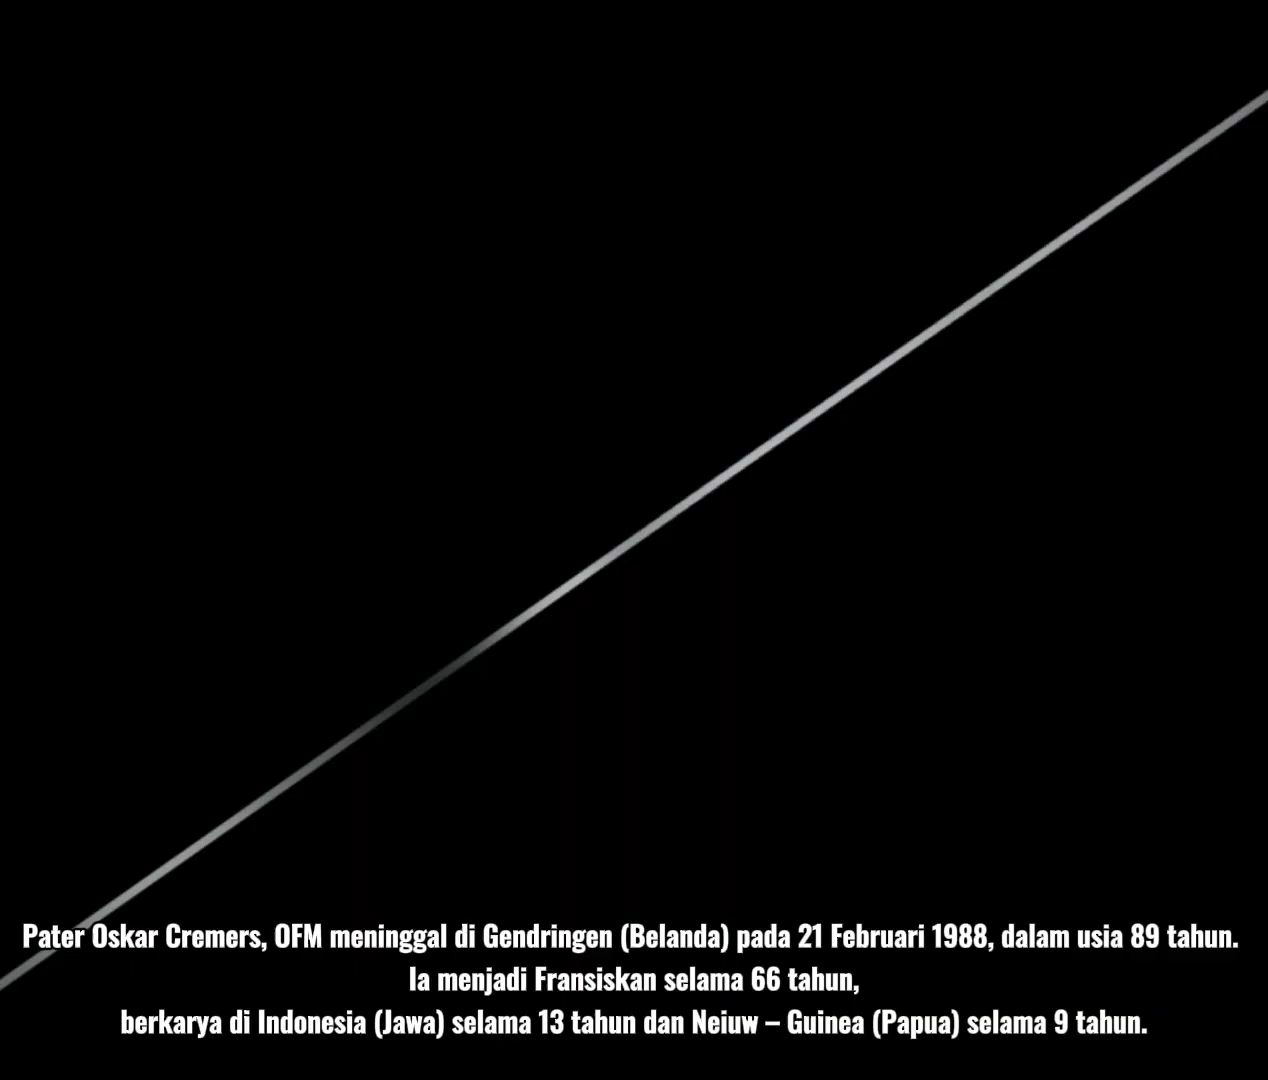 Pater Oskar Cremers, OFM meninggal di Gendringen (Belanda) pada 21 Februari 1988, dalam usia 89 tahun.
Ia menjadi Fransiskan selama 66 tahun,
berkarya di Indonesia (Jawa) selama 13 tahun dan Neiuw – Guinea (Papua) selama 9 tahun.